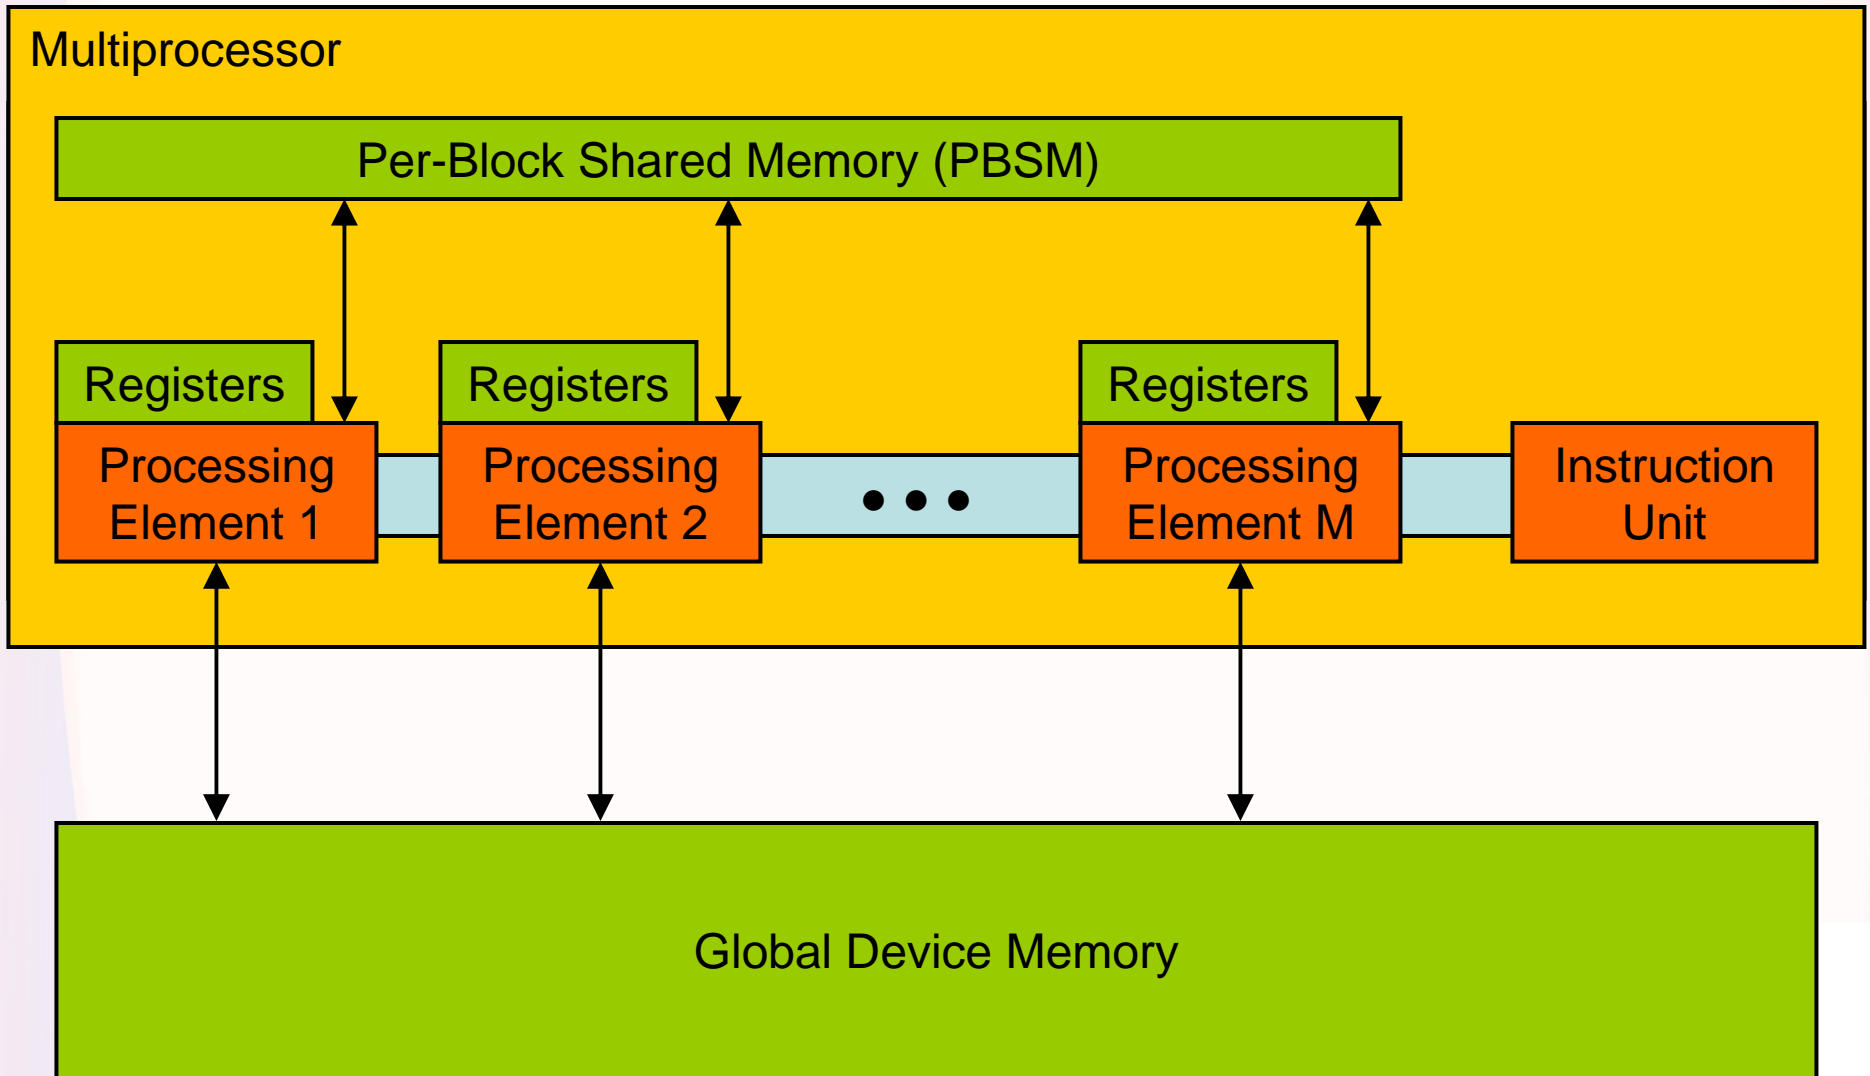 Multiprocessor
Per-Block Shared Memory (PBSM)
Registers
Registers
Registers
Processing
Element 1
Processing
Element 2
• • •
Processing
Element M
Instruction
Unit
Global Device Memory